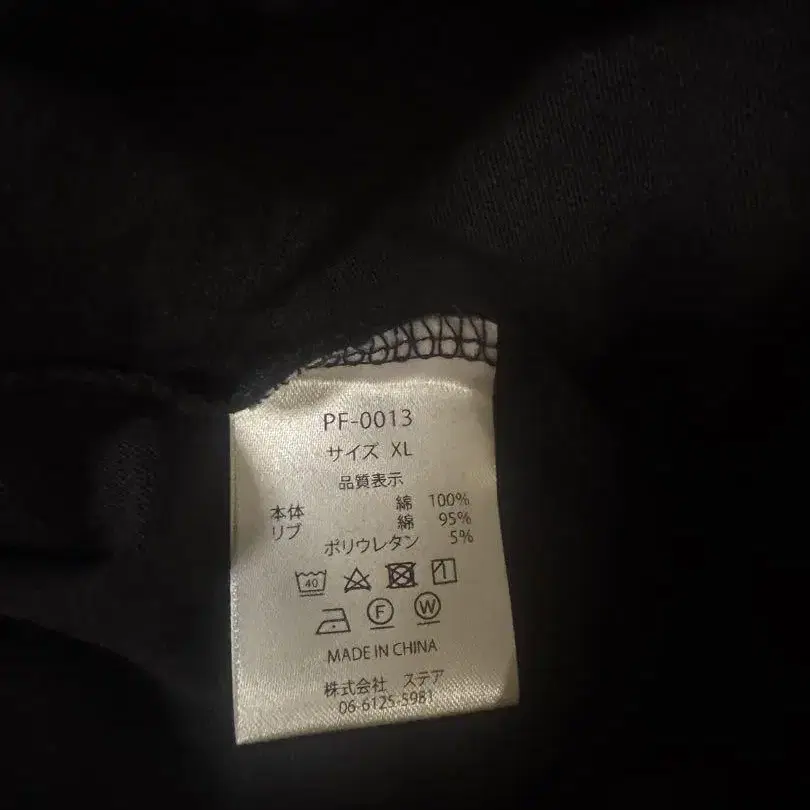 PF-0013
サイズ XL
品質表示
本体 綿 100%
リブ 綿 95%
ポリウレタン 5%
40
F W
MADE IN CHINA
株式会社 ステア
06-6125-5981